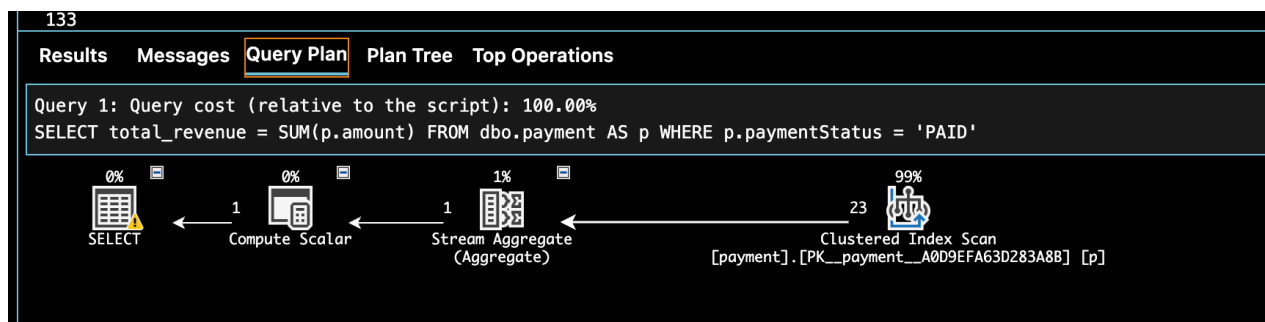 133
Results Messages Query Plan Plan Tree Top Operations
Query 1: Query cost (relative to the script): 100.00%
SELECT total_revenue = SUM(p.amount) FROM dbo.payment AS p WHERE p.paymentStatus = 'PAID'
0% 0% 1% 99%
1 1 23
SELECT Compute Scalar Stream Aggregate Clustered Index Scan
(Aggregate) [payment].[PK__payment__A0D9EFA63D283A8B] [p]